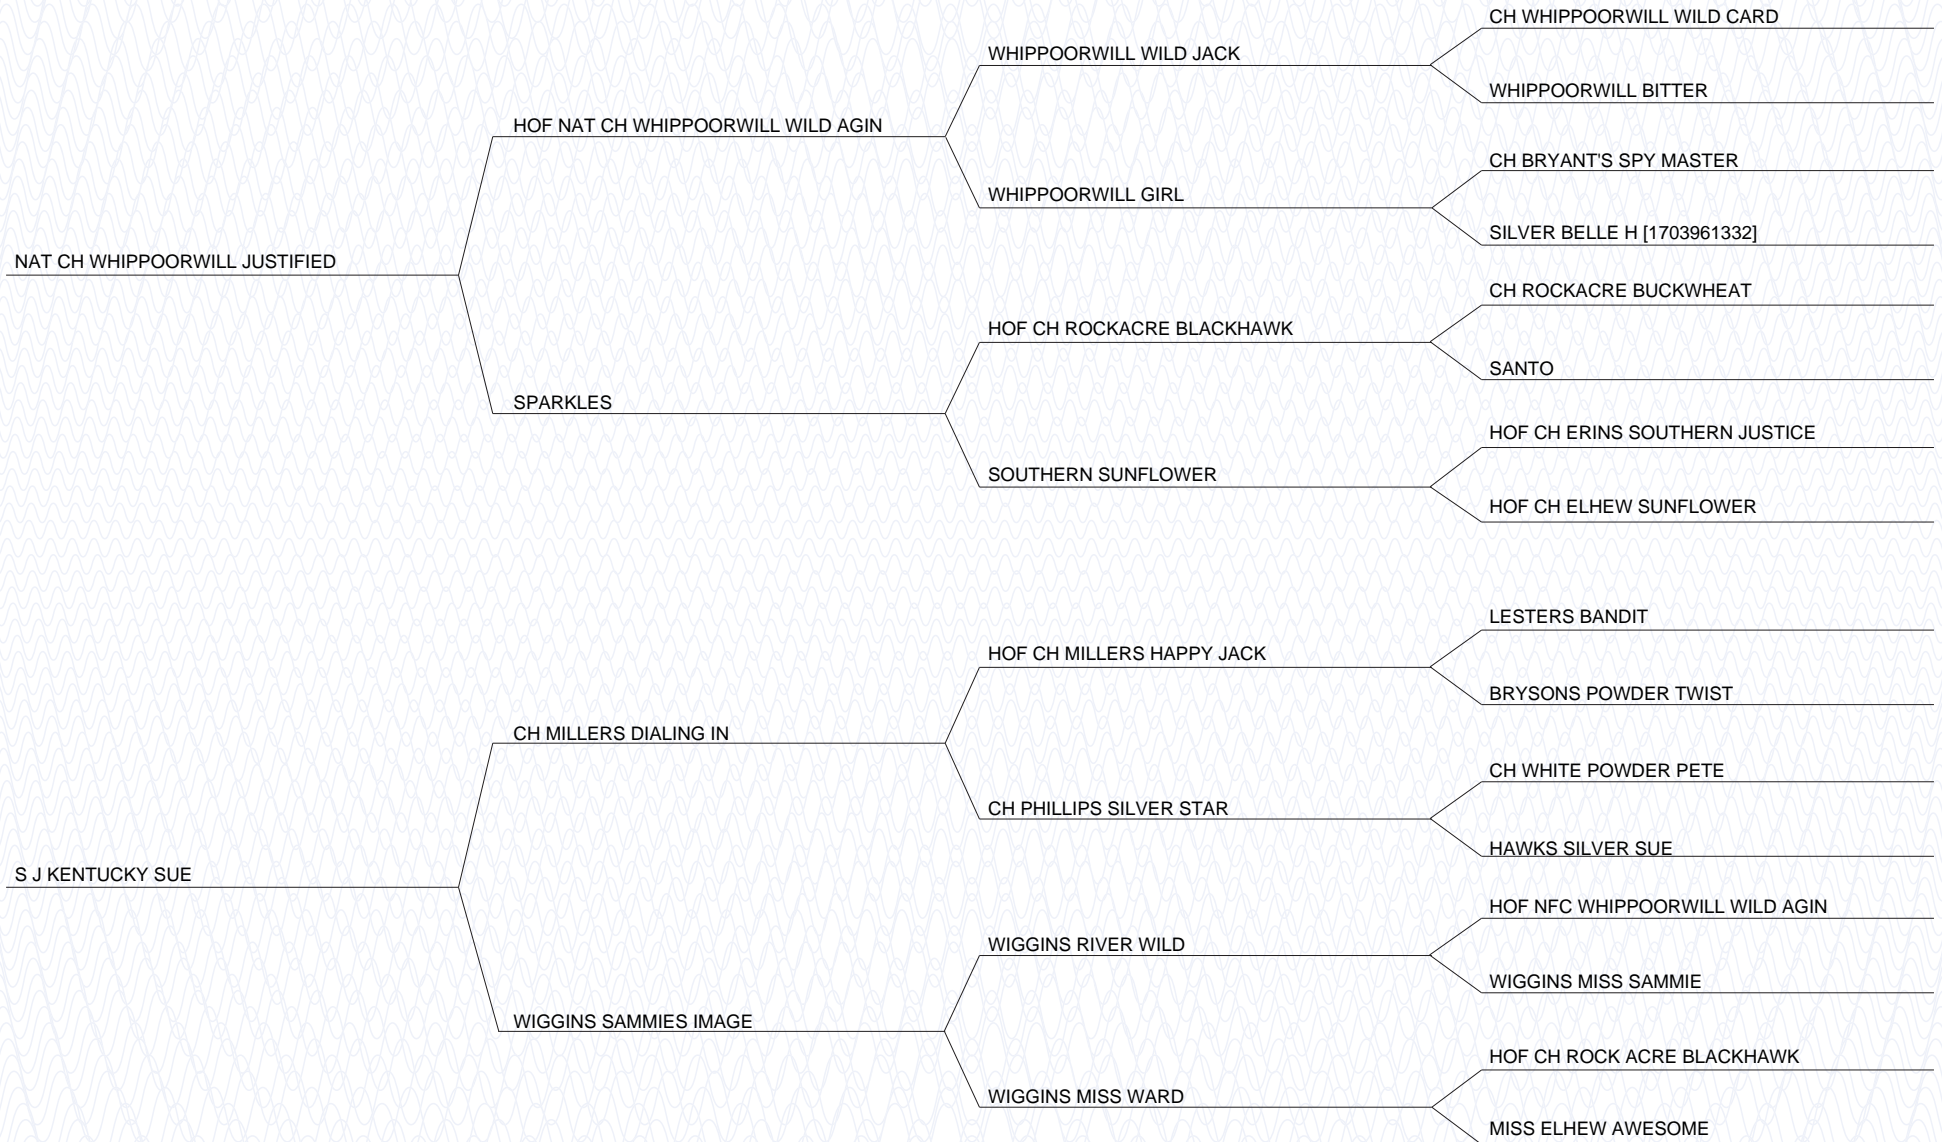 CH WHIPPOORWILL WILD CARD
WHIPPOORWILL WILD JACK
WHIPPOORWILL BITTER
HOF NAT CH WHIPPOORWILL WILD AGIN
CH BRYANT'S SPY MASTER
WHIPPOORWILL GIRL
SILVER BELLE H [1703961332]
NAT CH WHIPPOORWILL JUSTIFIED
CH ROCKACRE BUCKWHEAT
HOF CH ROCKACRE BLACKHAWK
SANTO
SPARKLES
HOF CH ERINS SOUTHERN JUSTICE
SOUTHERN SUNFLOWER
HOF CH ELHEW SUNFLOWER
LESTERS BANDIT
HOF CH MILLERS HAPPY JACK
BRYSONS POWDER TWIST
CH MILLERS DIALING IN
CH WHITE POWDER PETE
CH PHILLIPS SILVER STAR
HAWKS SILVER SUE
S J KENTUCKY SUE
HOF NFC WHIPPOORWILL WILD AGIN
WIGGINS RIVER WILD
WIGGINS MISS SAMMIE
WIGGINS SAMMIES IMAGE
HOF CH ROCK ACRE BLACKHAWK
WIGGINS MISS WARD
MISS ELHEW AWESOME